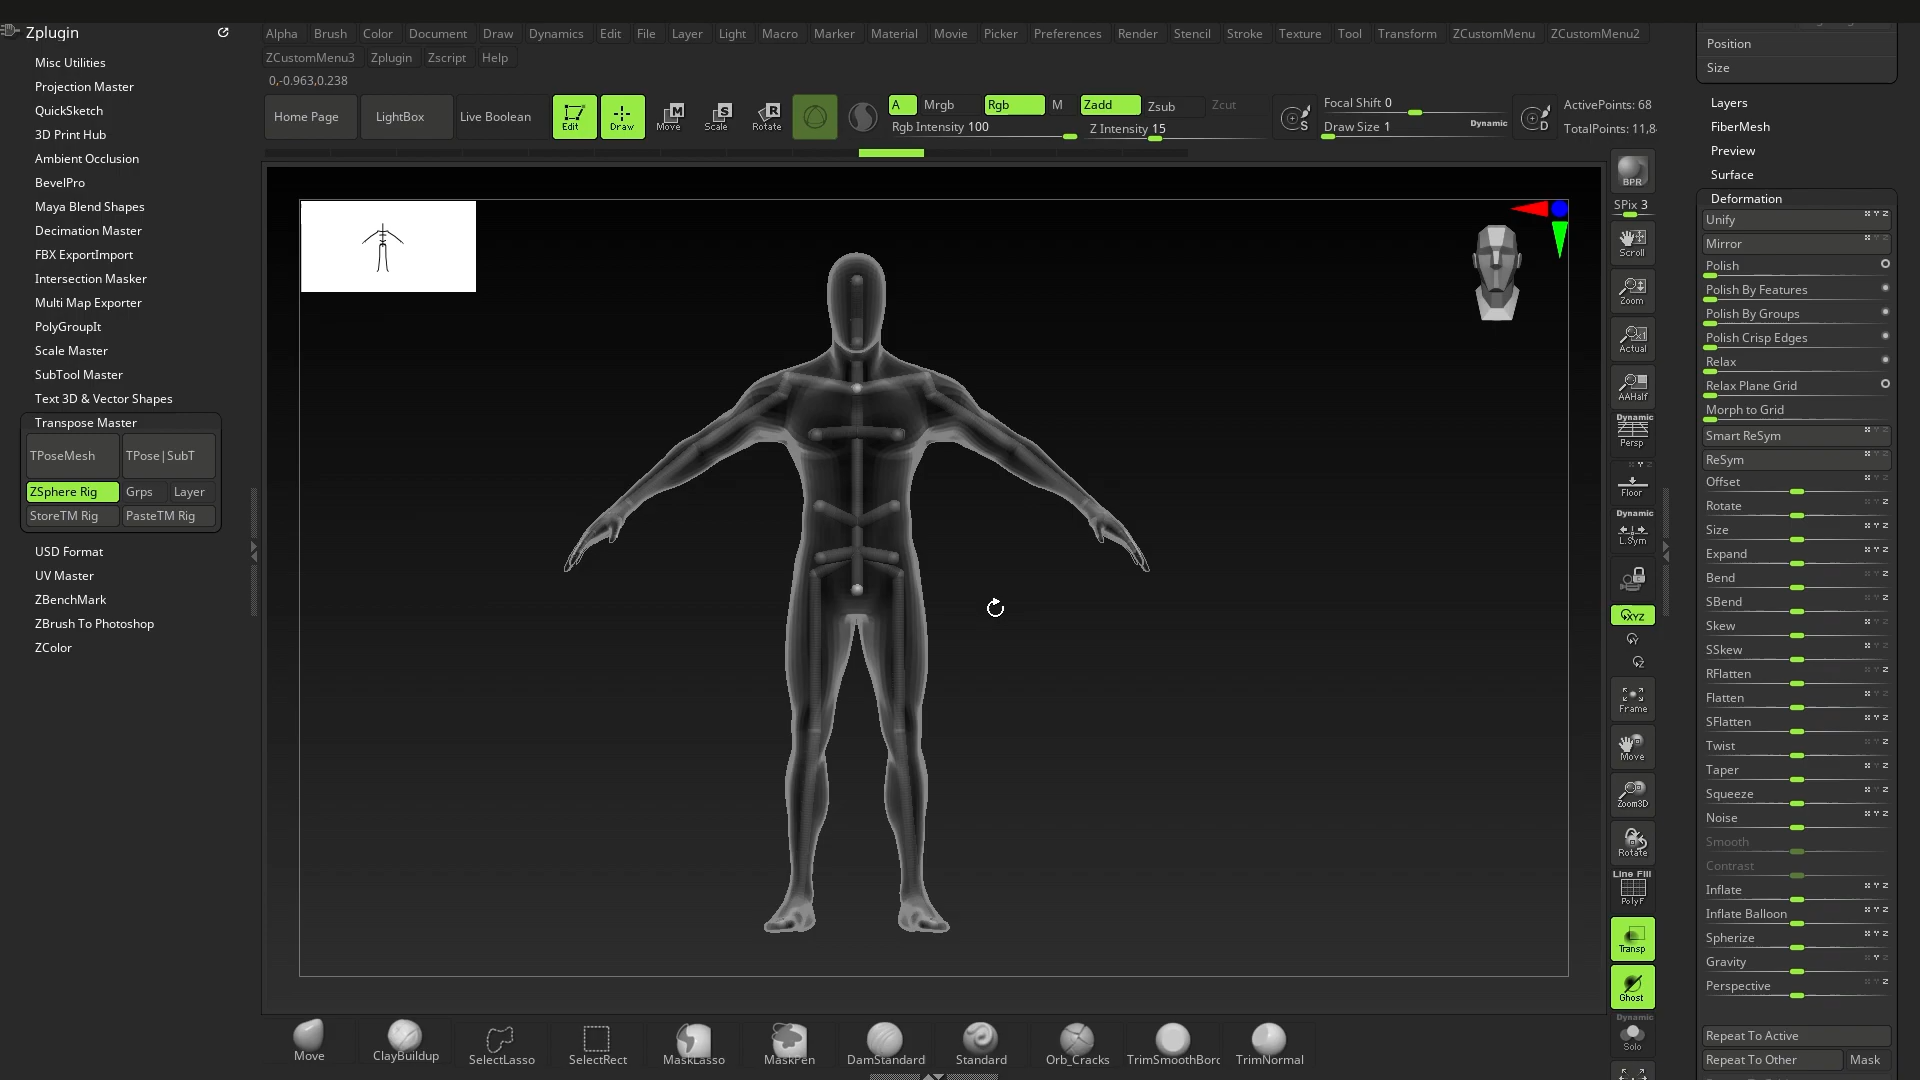 Zplugin
Misc Utilities
Projection Master
QuickSketch
3D Print Hub
Ambient Occlusion
BevelPro
Maya Blend Shapes
Decimation Master
FBX ExportImport
Intersection Masker
Multi Map Exporter
PolyGroupIt
Scale Master
SubTool Master
Text 3D & Vector Shapes
Transpose Master
TPoseMesh TPose|SubT
ZSphere Rig Grps Layer
StoreTM Rig PasteTM Rig
USD Format
UV Master
ZBenchMark
ZBrush To Photoshop
ZColor
Alpha Brush Color Document Draw Dynamics Edit File Layer Light Macro Marker Material Movie Picker Preferences Render Stencil Stroke Texture Tool Transform ZCustomMenu ZCustomMenu2
ZCustomMenu3 Zplugin Zscript Help
0,-0.963,0.238
Home Page LightBox Live Boolean Edit Draw Move Scale Rotate
M S R
A Mrgb Rgb M Zadd Zsub Zcut
Rgb Intensity 100 Z Intensity 15
S Focal Shift 0
Draw Size 1 Dynamic
D ActivePoints: 68
TotalPoints: 11,8
BPR
SPix 3
Scroll
Zoom
Actual
AAHalf
Dynamic
Persp
Floor
Dynamic
L.Sym
XYZ
Y
Z
Frame
Move
Zoom3D
Rotate
Line Fill
PolyF
Transp
Ghost
Dynamic
Solo
Position
Size
Layers
FiberMesh
Preview
Surface
Deformation
Unify
Mirror
Polish
Polish By Features
Polish By Groups
Polish Crisp Edges
Relax
Relax Plane Grid
Morph to Grid
Smart ReSym
ReSym
Offset
Rotate
Size
Expand
Bend
SBend
Skew
SSkew
RFlatten
Flatten
SFlatten
Twist
Taper
Squeeze
Noise
Smooth
Contrast
Inflate
Inflate Balloon
Spherize
Gravity
Perspective
Repeat To Active
Repeat To Other Mask
Move ClayBuildup SelectLasso SelectRect MaskLasso MaskPen DamStandard Standard Orb_Cracks TrimSmoothBorc TrimNormal